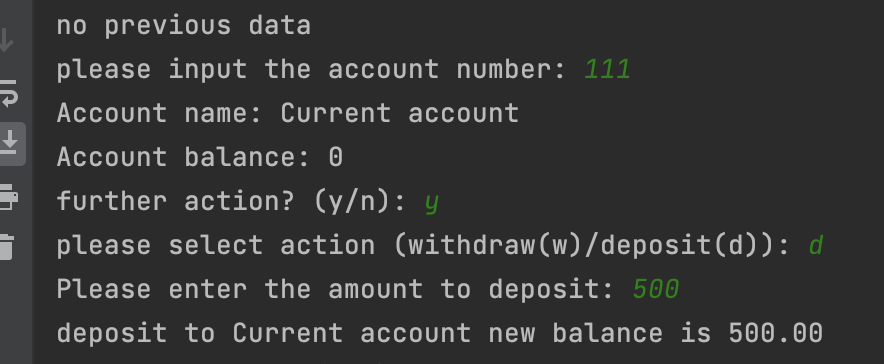 no previous data
please input the account number: 111
Account name: Current account
Account balance: 0
further action? (y/n): y
please select action (withdraw(w)/deposit(d)): d
Please enter the amount to deposit: 500
deposit to Current account new balance is 500.00